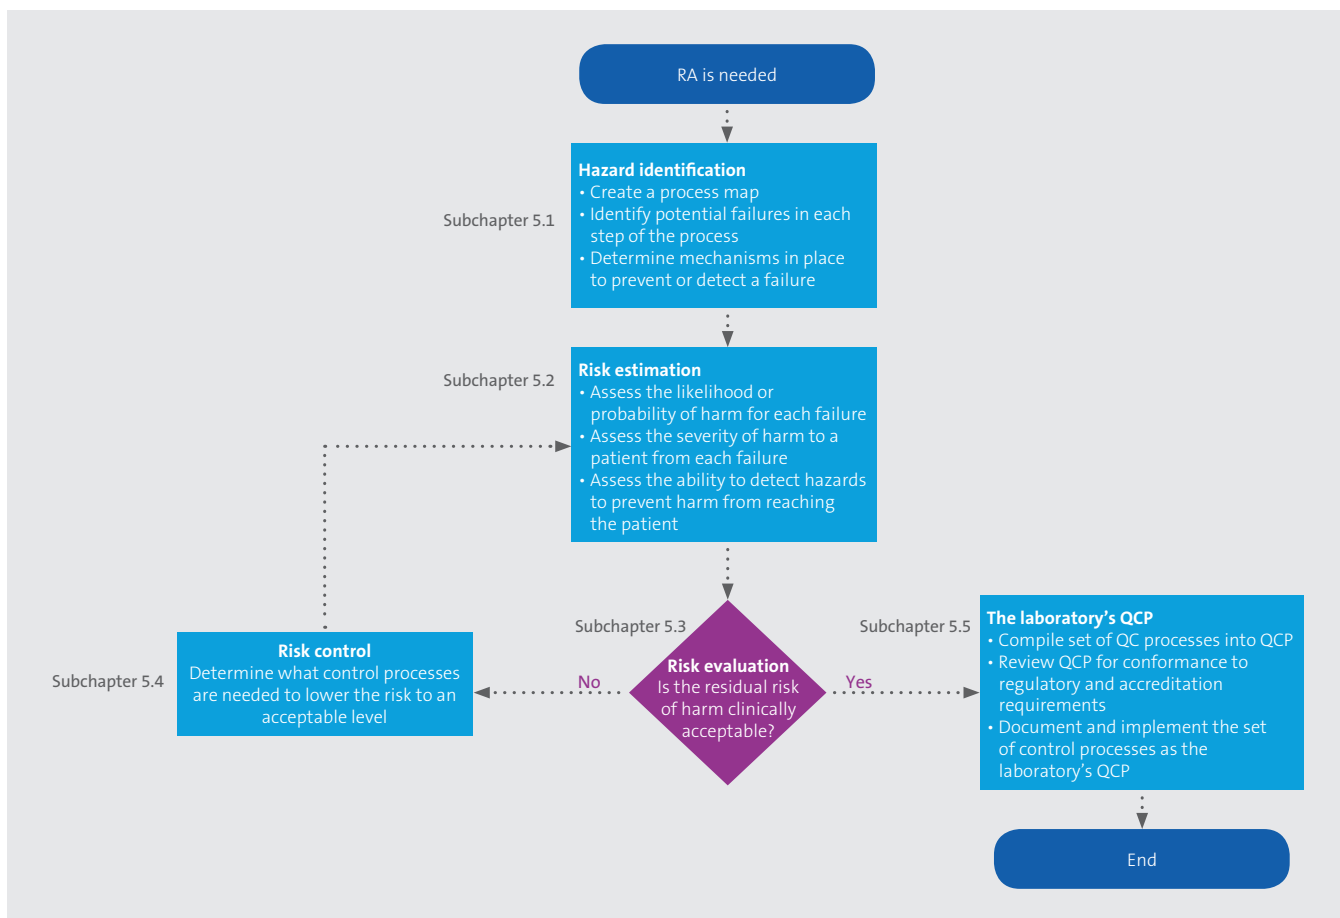 RA is needed
Subchapter 5.1
Hazard identification
• Create a process map
• Identify potential failures in each
step of the process
• Determine mechanisms in place
to prevent or detect a failure
Subchapter 5.2
Risk estimation
• Assess the likelihood or
probability of harm for each failure
• Assess the severity of harm to a
patient from each failure
• Assess the ability to detect hazards
to prevent harm from reaching
the patient
Subchapter 5.3
Risk evaluation
Is the residual risk
of harm clinically
acceptable?
No
Yes
Subchapter 5.4
Risk control
Determine what control processes
are needed to lower the risk to an
acceptable level
Subchapter 5.5
The laboratory’s QCP
• Compile set of QC processes into QCP
• Review QCP for conformance to
regulatory and accreditation
requirements
• Document and implement the set
of control processes as the
laboratory’s QCP
End